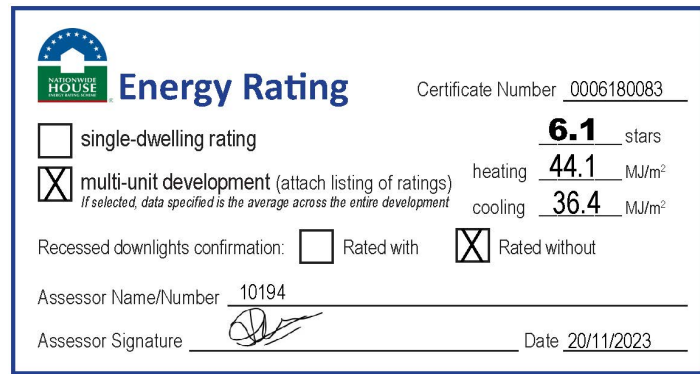 NATIONWIDE
HOUSE
ENERGY RATING SCHEME
®
Energy Rating
Certificate Number 0006180083
single-dwelling rating
6.1 stars
multi-unit development (attach listing of ratings)
heating 44.1 MJ/m²
If selected, data specified is the average across the entire development
cooling 36.4 MJ/m²
Recessed downlights confirmation: Rated with X Rated without
Assessor Name/Number 10194
Assessor Signature Date 20/11/2023